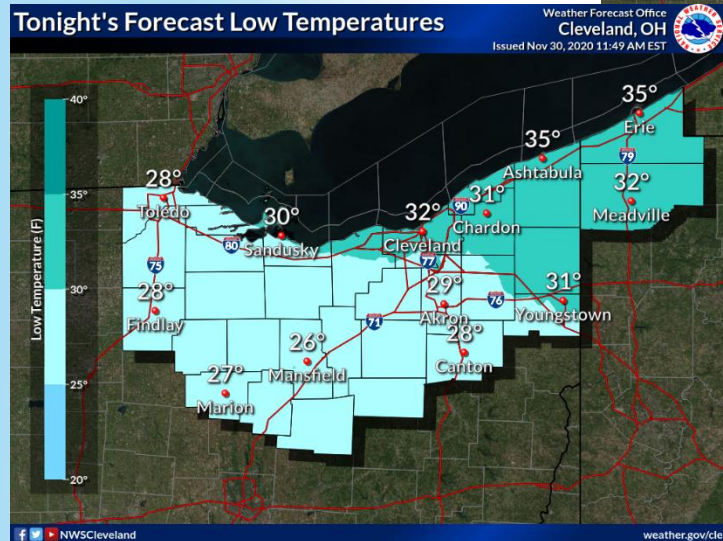 Tonight's Forecast Low Temperatures
Weather Forecast Office
Cleveland, OH
Issued Nov 30, 2020 11:49 AM EST
Low Temperature (F)
40°
35°
30°
25°
20°
35°
Erie
35°
Ashtabula
79
32°
Meadville
28°
Toledo
30°
Sandusky
80
32°
Cleveland
90
31°
Chardon
77
75
28°
Findlay
29°
Akron
76
31°
Youngstown
71
26°
Mansfield
28°
Canton
27°
Marion
NWSCleveland
weather.gov/cle